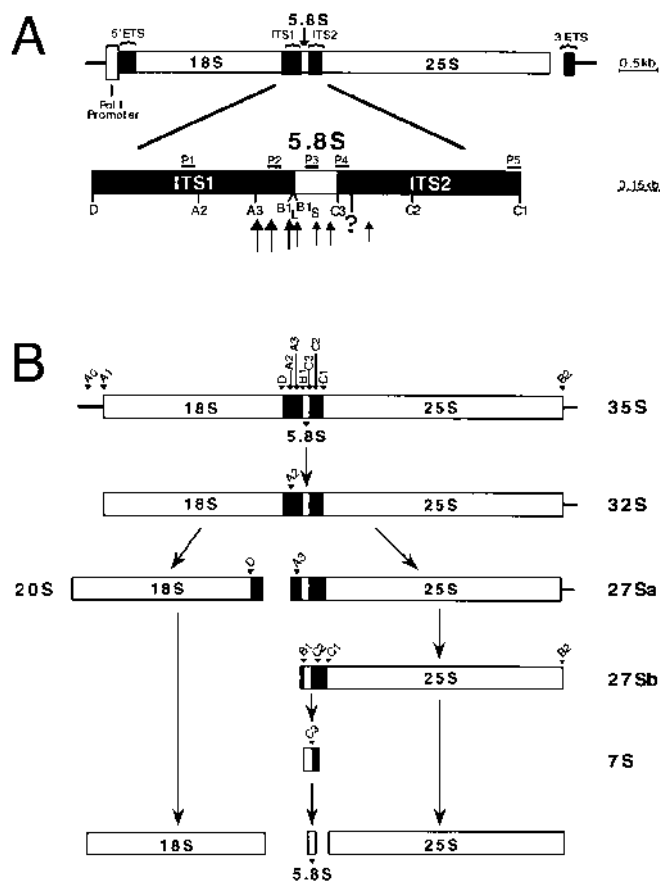 A
5' ETS
ITS1
5.8S
ITS2
3' ETS
18S
25S
0.5kb
Pol I
Promoter
5.8S
P1
P2
P3
P4
P5
ITS1
ITS2
0.15kb
D
A2
A3
B1L
B1S
C3
?
C2
C1
B
A0
A1
D
A2
A3
B1
C3
C2
C1
B2
18S
25S
35S
5.8S
A2
18S
25S
32S
20S
18S
D
A3
25S
27Sa
B1
C2
C1
B2
25S
27Sb
C3
7S
18S
5.8S
25S